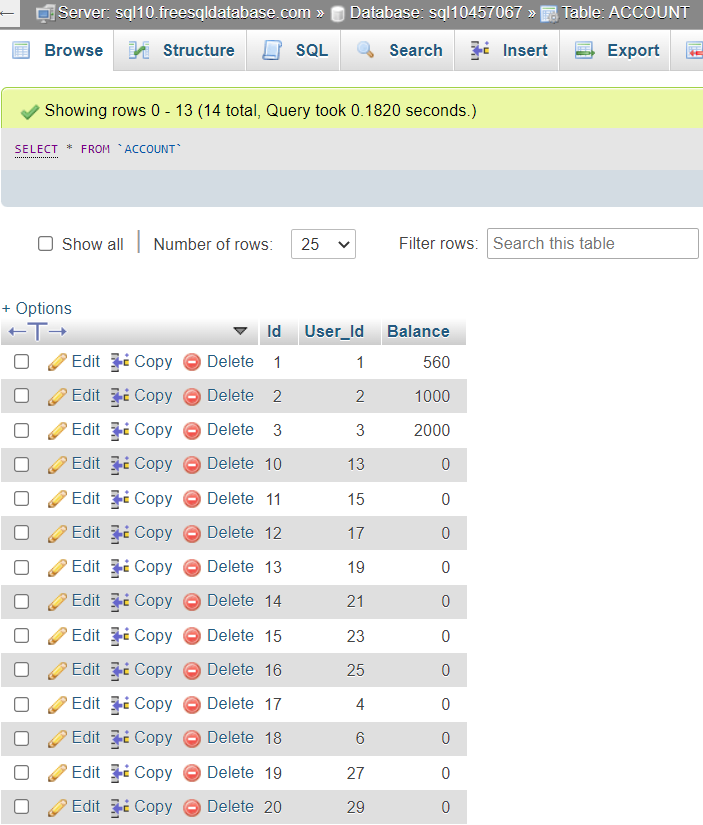 Server: sql10.freesqldatabase.com » Database: sql10457067 » Table: ACCOUNT
Browse Structure SQL Search Insert Export
Showing rows 0 - 13 (14 total, Query took 0.1820 seconds.)
SELECT * FROM `ACCOUNT`
Show all Number of rows: 25 Filter rows: Search this table
+ Options
←T→ Id User_Id Balance
Edit Copy Delete 1 1 560
Edit Copy Delete 2 2 1000
Edit Copy Delete 3 3 2000
Edit Copy Delete 10 13 0
Edit Copy Delete 11 15 0
Edit Copy Delete 12 17 0
Edit Copy Delete 13 19 0
Edit Copy Delete 14 21 0
Edit Copy Delete 15 23 0
Edit Copy Delete 16 25 0
Edit Copy Delete 17 4 0
Edit Copy Delete 18 6 0
Edit Copy Delete 19 27 0
Edit Copy Delete 20 29 0